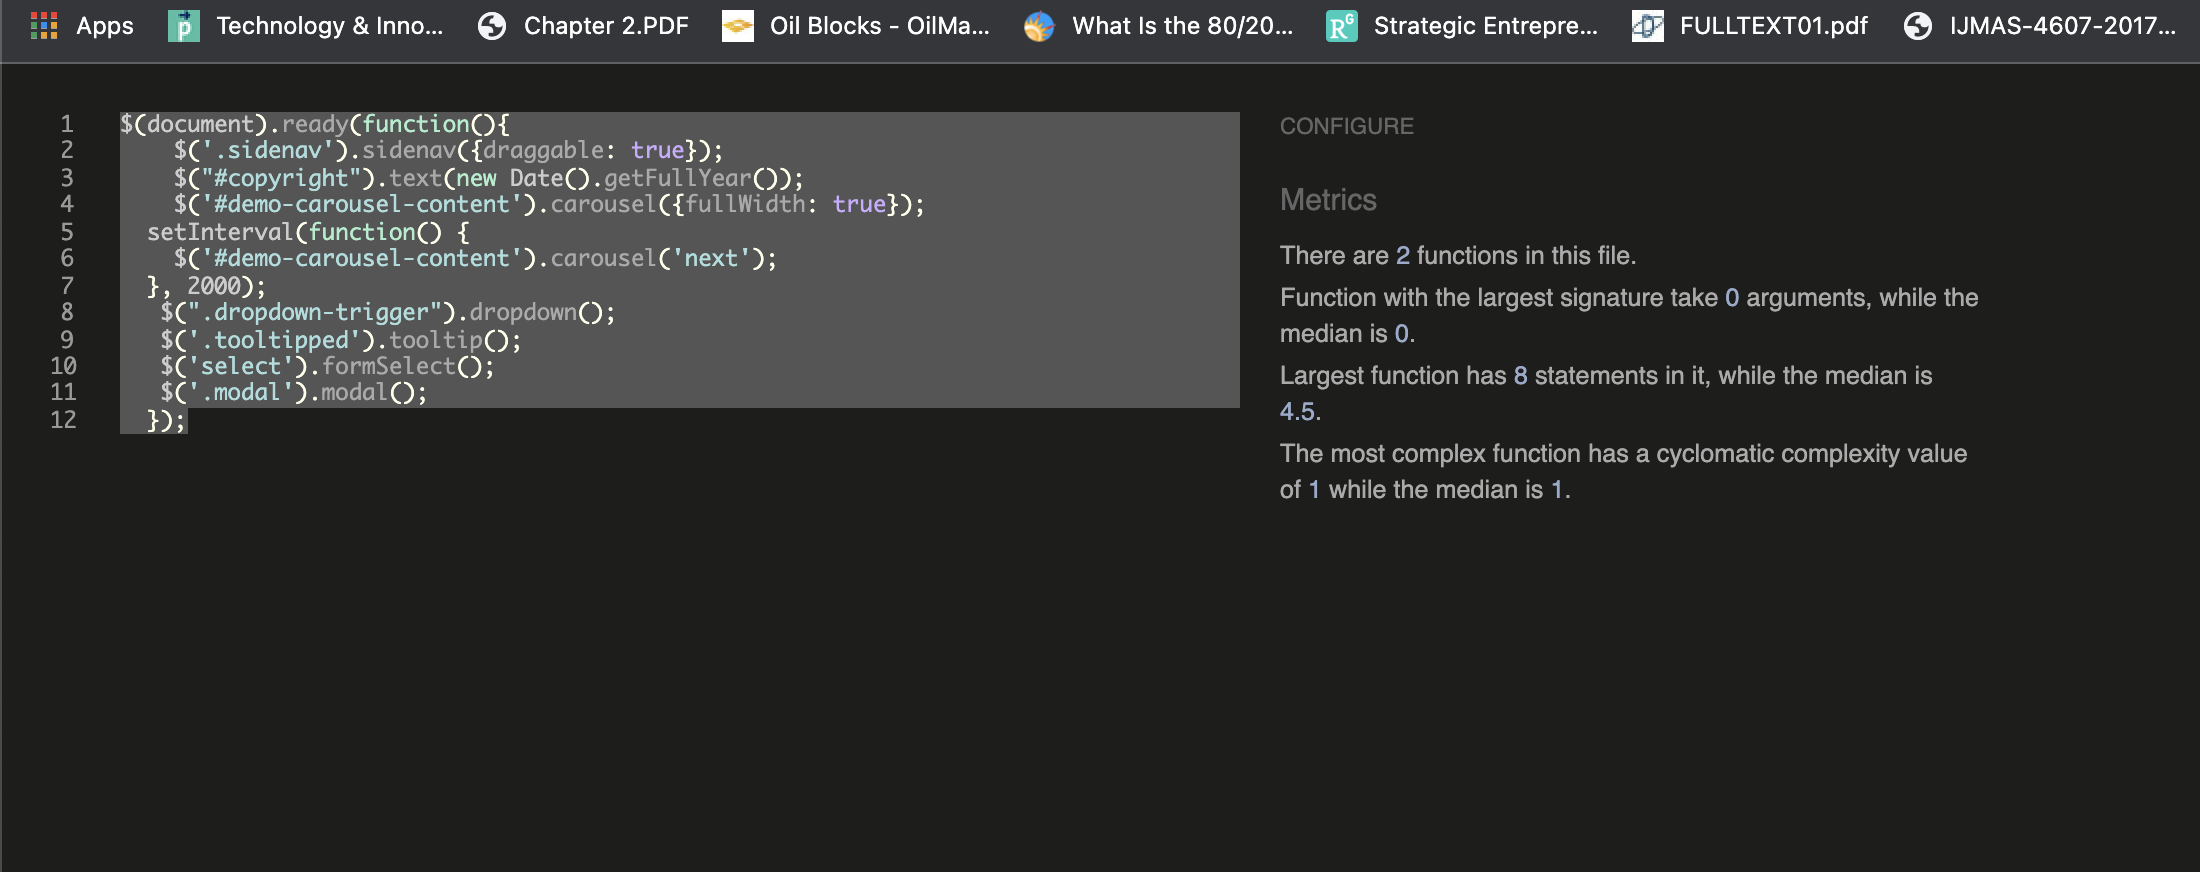 Apps Technology & Inno... Chapter 2.PDF Oil Blocks - OilMa... What Is the 80/20... Strategic Entrepre... FULLTEXT01.pdf IJMAS-4607-2017...
1 $(document).ready(function(){
2 $('.sidenav').sidenav({draggable: true});
3 $("#copyright").text(new Date().getFullYear());
4 $('#demo-carousel-content').carousel({fullWidth: true});
5 setInterval(function() {
6 $('#demo-carousel-content').carousel('next');
7 }, 2000);
8 $(".dropdown-trigger").dropdown();
9 $('.tooltipped').tooltip();
10 $('select').formSelect();
11 $('.modal').modal();
12 });
CONFIGURE
Metrics
There are 2 functions in this file.
Function with the largest signature take 0 arguments, while the
median is 0.
Largest function has 8 statements in it, while the median is
4.5.
The most complex function has a cyclomatic complexity value
of 1 while the median is 1.